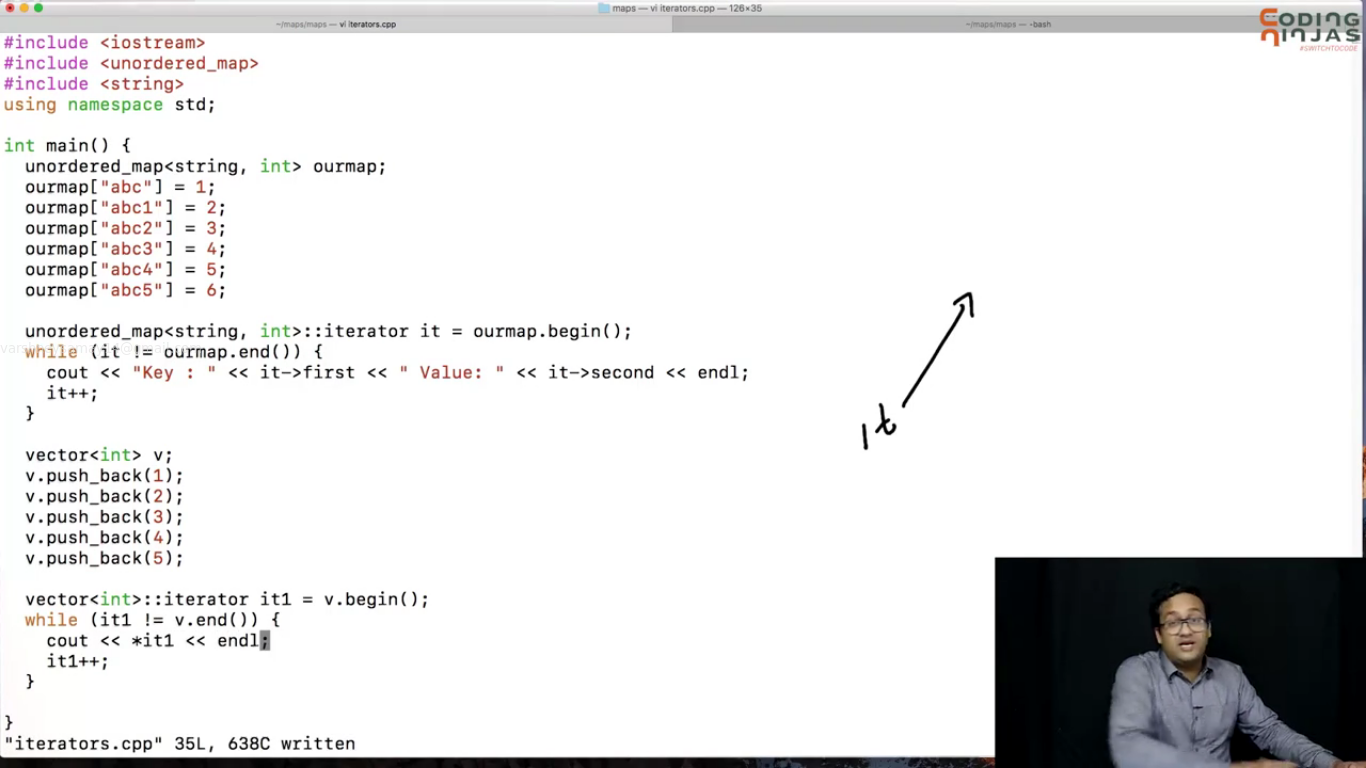 maps — vi iterators.cpp — 126×35
~/maps/maps — vi iterators.cpp
~/maps/maps — -bash
CODING
NINJAS
#SWITCHTOCODE
#include <iostream>
#include <unordered_map>
#include <string>
using namespace std;
int main() {
unordered_map<string, int> ourmap;
ourmap["abc"] = 1;
ourmap["abc1"] = 2;
ourmap["abc2"] = 3;
ourmap["abc3"] = 4;
ourmap["abc4"] = 5;
ourmap["abc5"] = 6;
unordered_map<string, int>::iterator it = ourmap.begin();
while (it != ourmap.end()) {
cout << "Key : " << it->first << " Value: " << it->second << endl;
it++;
}
it
vector<int> v;
v.push_back(1);
v.push_back(2);
v.push_back(3);
v.push_back(4);
v.push_back(5);
vector<int>::iterator it1 = v.begin();
while (it1 != v.end()) {
cout << *it1 << endl;
it1++;
}
}
"iterators.cpp" 35L, 638C written